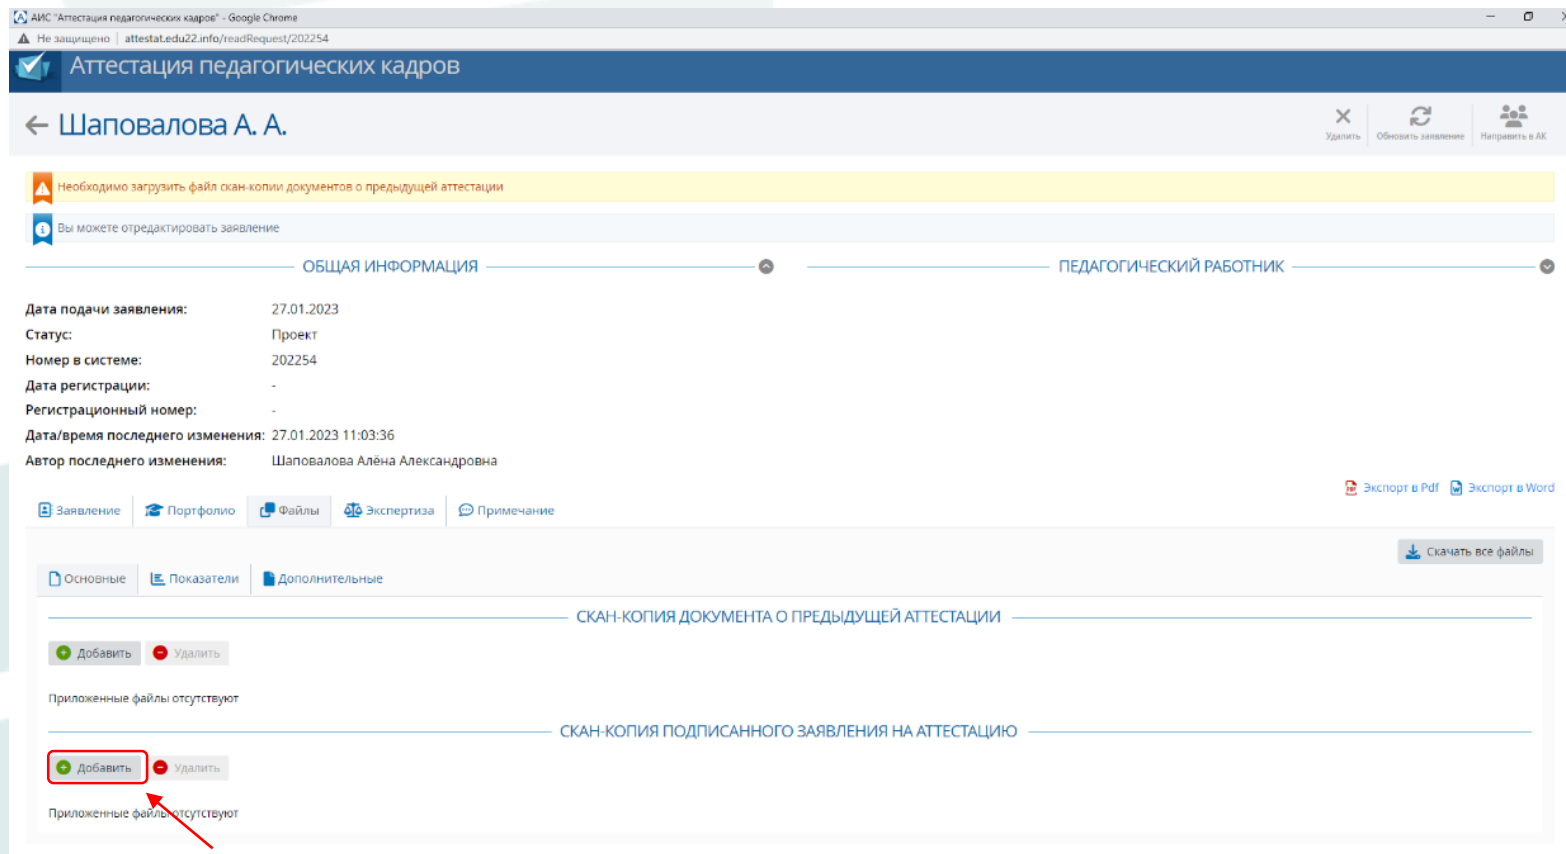 АИС "Аттестация педагогических кадров" - Google Chrome
Не защищено | attestat.edu22.info/readRequest/202254
Аттестация педагогических кадров
← Шаповалова А. А.
Удалить Обновить заявление Направить в АК
Необходимо загрузить файл скан-копии документов о предыдущей аттестации
Вы можете отредактировать заявление
ОБЩАЯ ИНФОРМАЦИЯ ПЕДАГОГИЧЕСКИЙ РАБОТНИК
Дата подачи заявления: 27.01.2023
Статус: Проект
Номер в системе: 202254
Дата регистрации: -
Регистрационный номер: -
Дата/время последнего изменения: 27.01.2023 11:03:36
Автор последнего изменения: Шаповалова Алёна Александровна
Экспорт в Pdf Экспорт в Word
Заявление Портфолио Файлы Экспертиза Примечание
Скачать все файлы
Основные Показатели Дополнительные
СКАН-КОПИЯ ДОКУМЕНТА О ПРЕДЫДУЩЕЙ АТТЕСТАЦИИ
Добавить Удалить
Приложенные файлы отсутствуют
СКАН-КОПИЯ ПОДПИСАННОГО ЗАЯВЛЕНИЯ НА АТТЕСТАЦИЮ
Добавить Удалить
Приложенные файлы отсутствуют